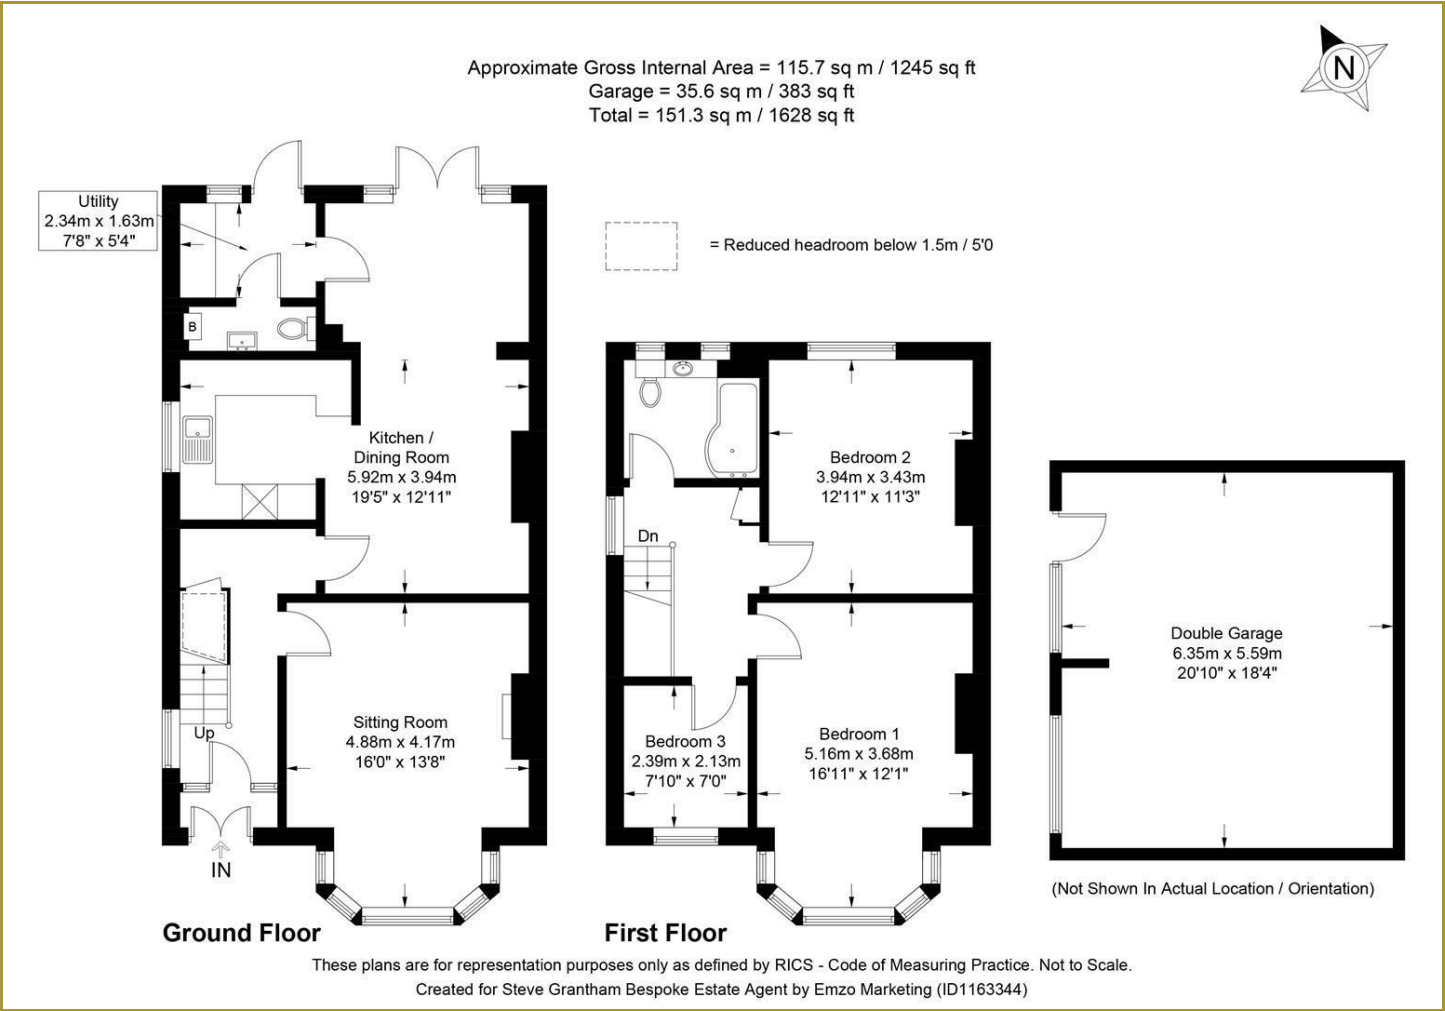 Approximate Gross Internal Area = 115.7 sq m / 1245 sq ft
Garage = 35.6 sq m / 383 sq ft
Total = 151.3 sq m / 1628 sq ft
N
Utility
2.34m x 1.63m
7'8" x 5'4"
= Reduced headroom below 1.5m / 5'0
B
Kitchen /
Dining Room
5.92m x 3.94m
19'5" x 12'11"
Bedroom 2
3.94m x 3.43m
12'11" x 11'3"
Dn
Double Garage
6.35m x 5.59m
20'10" x 18'4"
Up
Sitting Room
4.88m x 4.17m
16'0" x 13'8"
Bedroom 3
2.39m x 2.13m
7'10" x 7'0"
Bedroom 1
5.16m x 3.68m
16'11" x 12'1"
IN
(Not Shown In Actual Location / Orientation)
Ground Floor
First Floor
These plans are for representation purposes only as defined by RICS - Code of Measuring Practice. Not to Scale.
Created for Steve Grantham Bespoke Estate Agent by Emzo Marketing (ID1163344)